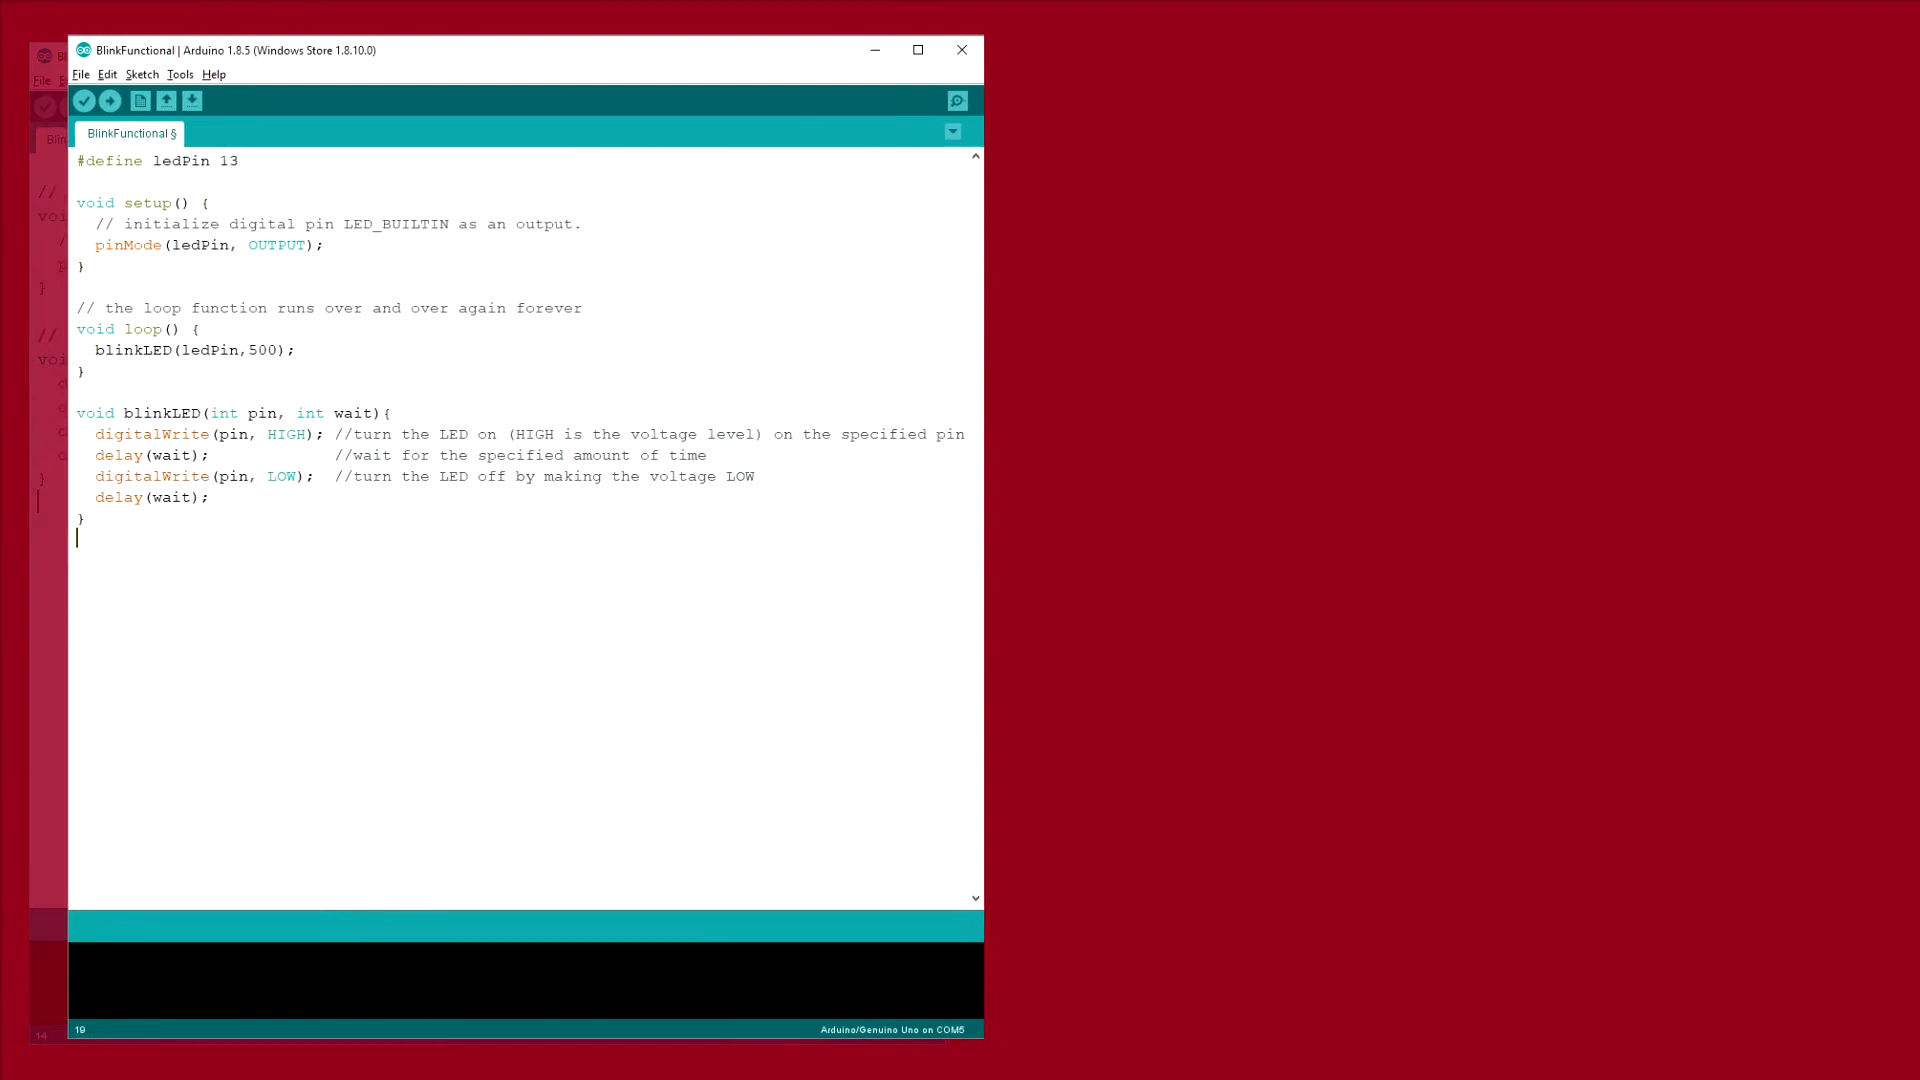 BlinkFunctional | Arduino 1.8.5 (Windows Store 1.8.10.0)
File Edit Sketch Tools Help
BlinkFunctional §
#define ledPin 13
void setup() {
// initialize digital pin LED_BUILTIN as an output.
pinMode(ledPin, OUTPUT);
}
// the loop function runs over and over again forever
void loop() {
blinkLED(ledPin,500);
}
void blinkLED(int pin, int wait){
digitalWrite(pin, HIGH); //turn the LED on (HIGH is the voltage level) on the specified pin
delay(wait); //wait for the specified amount of time
digitalWrite(pin, LOW); //turn the LED off by making the voltage LOW
delay(wait);
}
19
Arduino/Genuino Uno on COM5
File
//
}
//
}
14